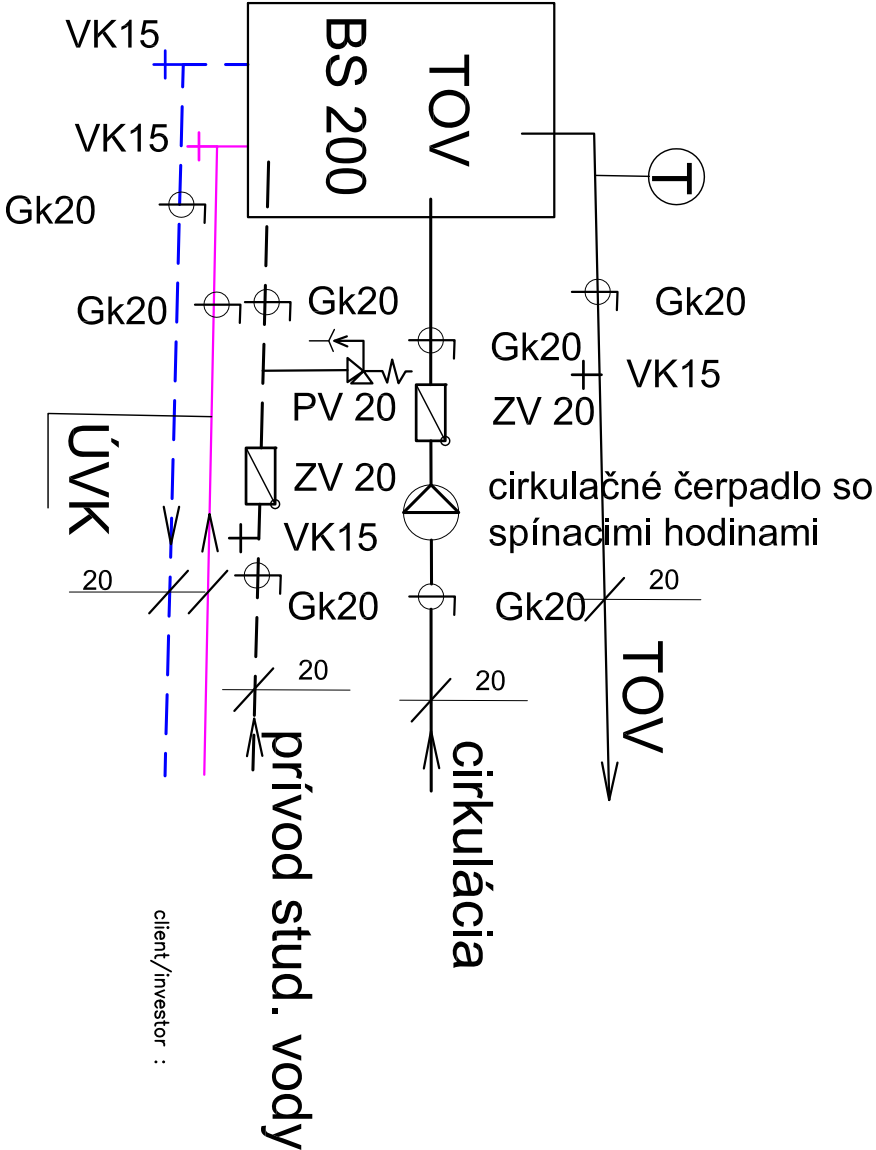 VK15
BS 200
TOV
VK15
T
Gk20
Gk20
Gk20
Gk20
Gk20
VK15
PV 20
ZV 20
ÚVK
ZV 20
cirkulačné čerpadlo so
spínacimi hodinami
VK15
20
Gk20
Gk20
20
TOV
20
20
prívod stud. vody
cirkulácia
client/investor :